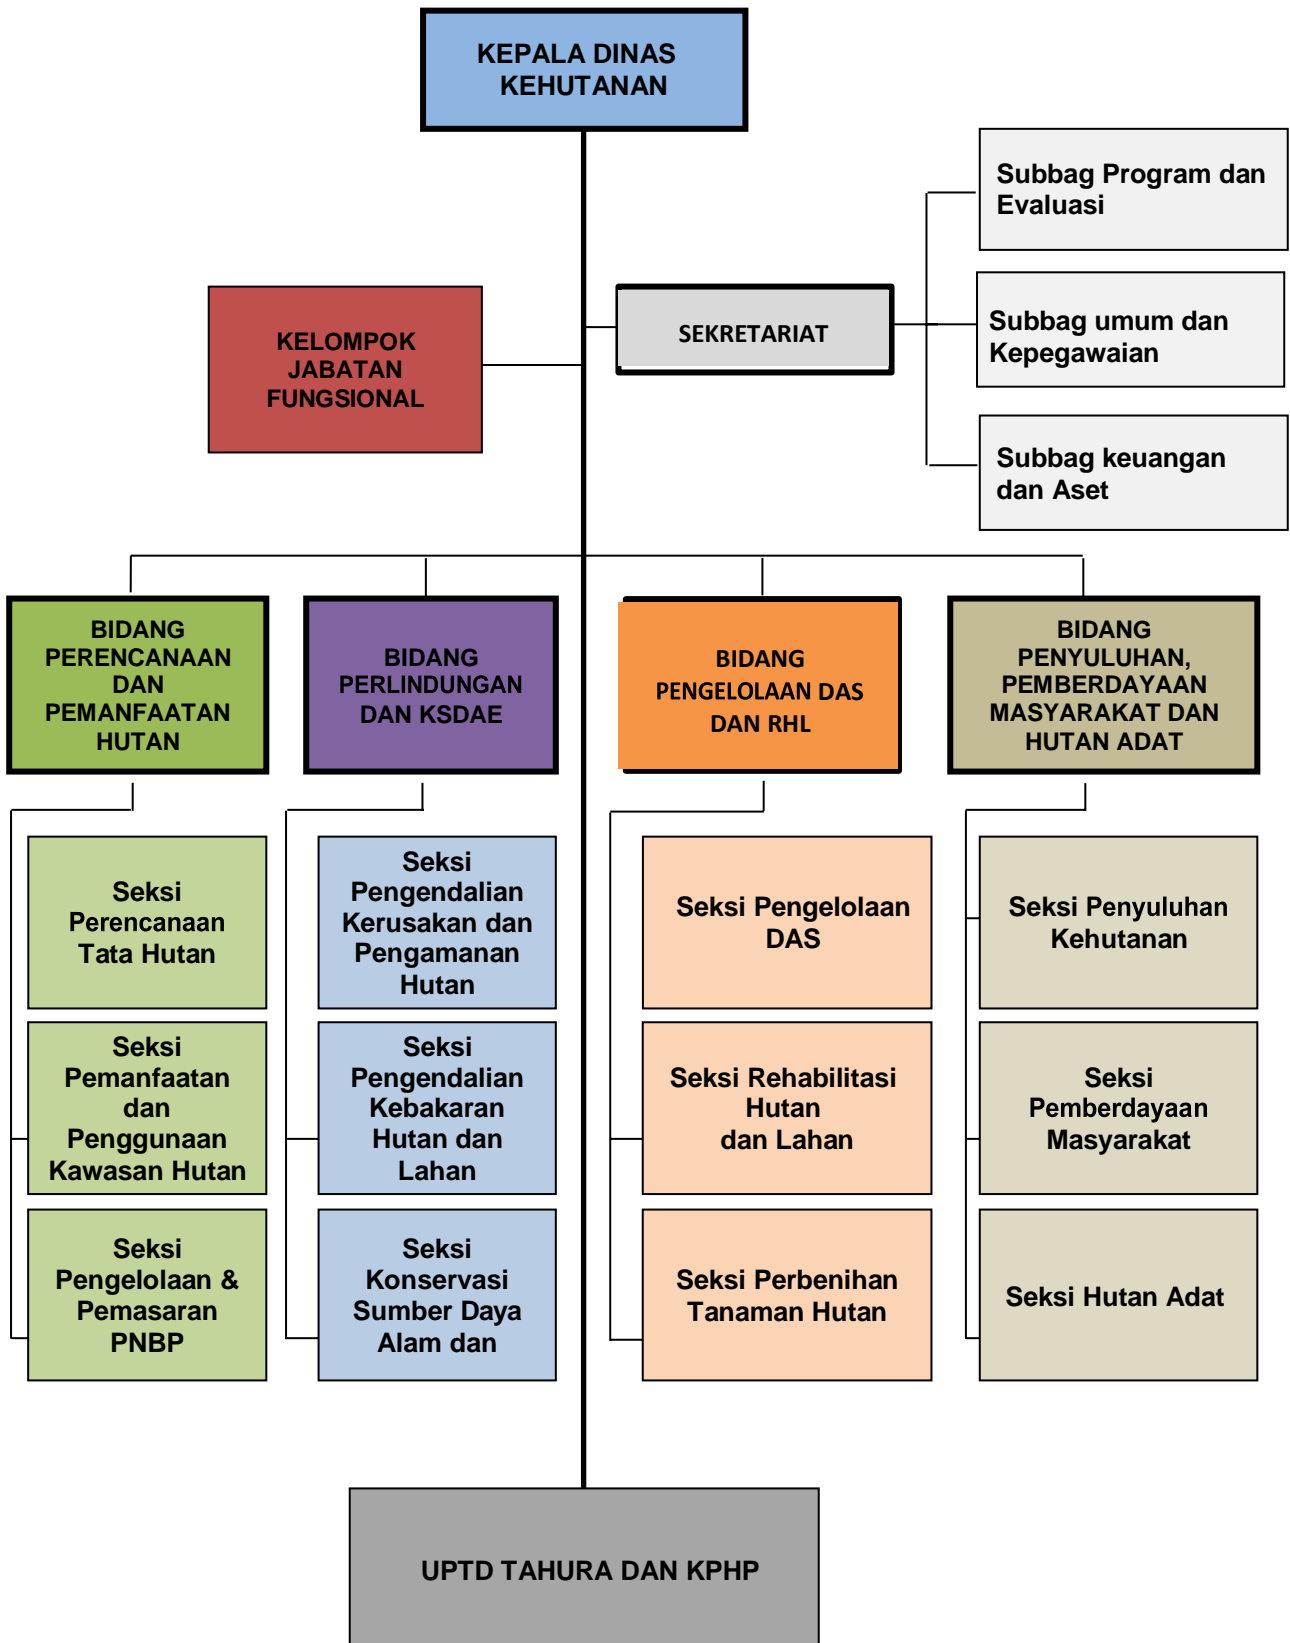 KEPALA DINAS
KEHUTANAN
Subbag Program dan
Evaluasi
KELOMPOK
JABATAN
FUNGSIONAL
SEKRETARIAT
Subbag umum dan
Kepegawaian
Subbag keuangan
dan Aset
BIDANG
PERENCANAAN
DAN
PEMANFAATAN
HUTAN
BIDANG
PERLINDUNGAN
DAN KSDAE
BIDANG
PENGELOLAAN DAS
DAN RHL
BIDANG
PENYULUHAN,
PEMBERDAYAAN
MASYARAKAT DAN
HUTAN ADAT
Seksi
Perencanaan
Tata Hutan
Seksi
Pengendalian
Kerusakan dan
Pengamanan
Hutan
Seksi Pengelolaan
DAS
Seksi Penyuluhan
Kehutanan
Seksi
Pemanfaatan
dan
Penggunaan
Kawasan Hutan
Seksi
Pengendalian
Kebakaran
Hutan dan
Lahan
Seksi Rehabilitasi
Hutan
dan Lahan
Seksi
Pemberdayaan
Masyarakat
Seksi
Pengelolaan &
Pemasaran
PNBP
Seksi
Konservasi
Sumber Daya
Alam dan
Seksi Perbenihan
Tanaman Hutan
Seksi Hutan Adat
UPTD TAHURA DAN KPHP